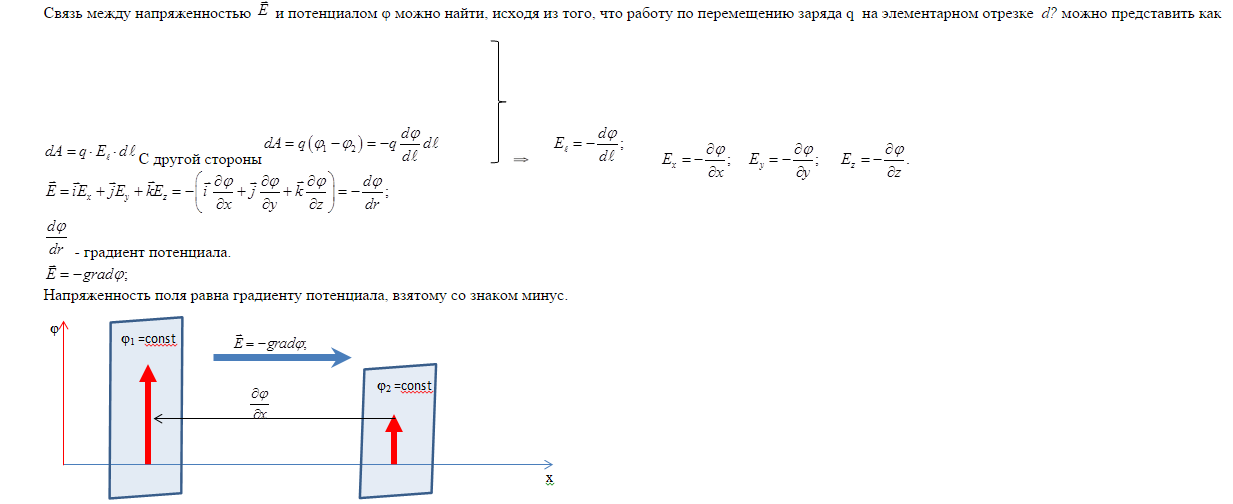 Связь между напряженностью $\vec{E}$ и потенциалом φ можно найти, исходя из того, что работу по перемещению заряда q на элементарном отрезке d? можно представить как
$dA = q \cdot E_\ell \cdot d\ell$ С другой стороны $dA = q(\varphi_1 - \varphi_2) = -q\frac{d\varphi}{d\ell}d\ell$ ⇒ $E_\ell = -\frac{d\varphi}{d\ell};$ $E_x = -\frac{\partial\varphi}{\partial x};$ $E_y = -\frac{\partial\varphi}{\partial y};$ $E_z = -\frac{\partial\varphi}{\partial z}.$
$\vec{E} = \vec{i}E_x + \vec{j}E_y + \vec{k}E_z = -\left(\vec{i}\frac{\partial\varphi}{\partial x} + \vec{j}\frac{\partial\varphi}{\partial y} + \vec{k}\frac{\partial\varphi}{\partial z}\right) = -\frac{d\varphi}{dr};$
$\frac{d\varphi}{dr}$ - градиент потенциала.
$\vec{E} = -grad\varphi;$
Напряженность поля равна градиенту потенциала, взятому со знаком минус.
φ
φ₁ =const
$\vec{E} = -grad\varphi;$
φ₂ =const
$\frac{\partial\varphi}{\partial x}$
x